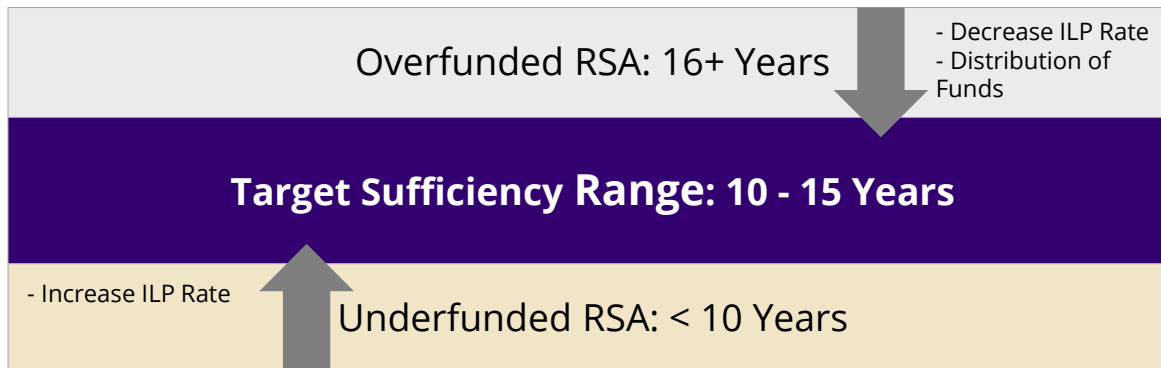 Overfunded RSA: 16+ Years
- Decrease ILP Rate
- Distribution of
Funds
Target Sufficiency Range: 10 - 15 Years
- Increase ILP Rate
Underfunded RSA: < 10 Years